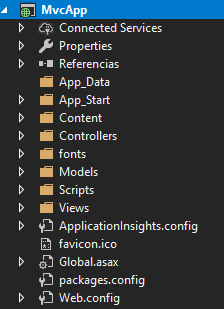 MvcApp
Connected Services
Properties
Referencias
App_Data
App_Start
Content
Controllers
fonts
Models
Scripts
Views
ApplicationInsights.config
favicon.ico
Global.asax
packages.config
Web.config